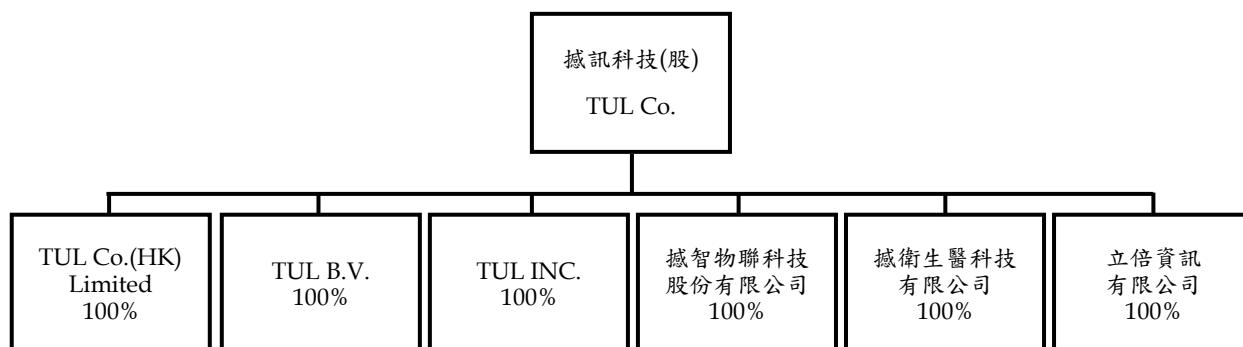 撼訊科技(股)
TUL Co.
TUL Co.(HK)
Limited
100%
TUL B.V.
100%
TUL INC.
100%
撼智物聯科技
股份有限公司
100%
撼衛生醫科技
有限公司
100%
立倍資訊
有限公司
100%